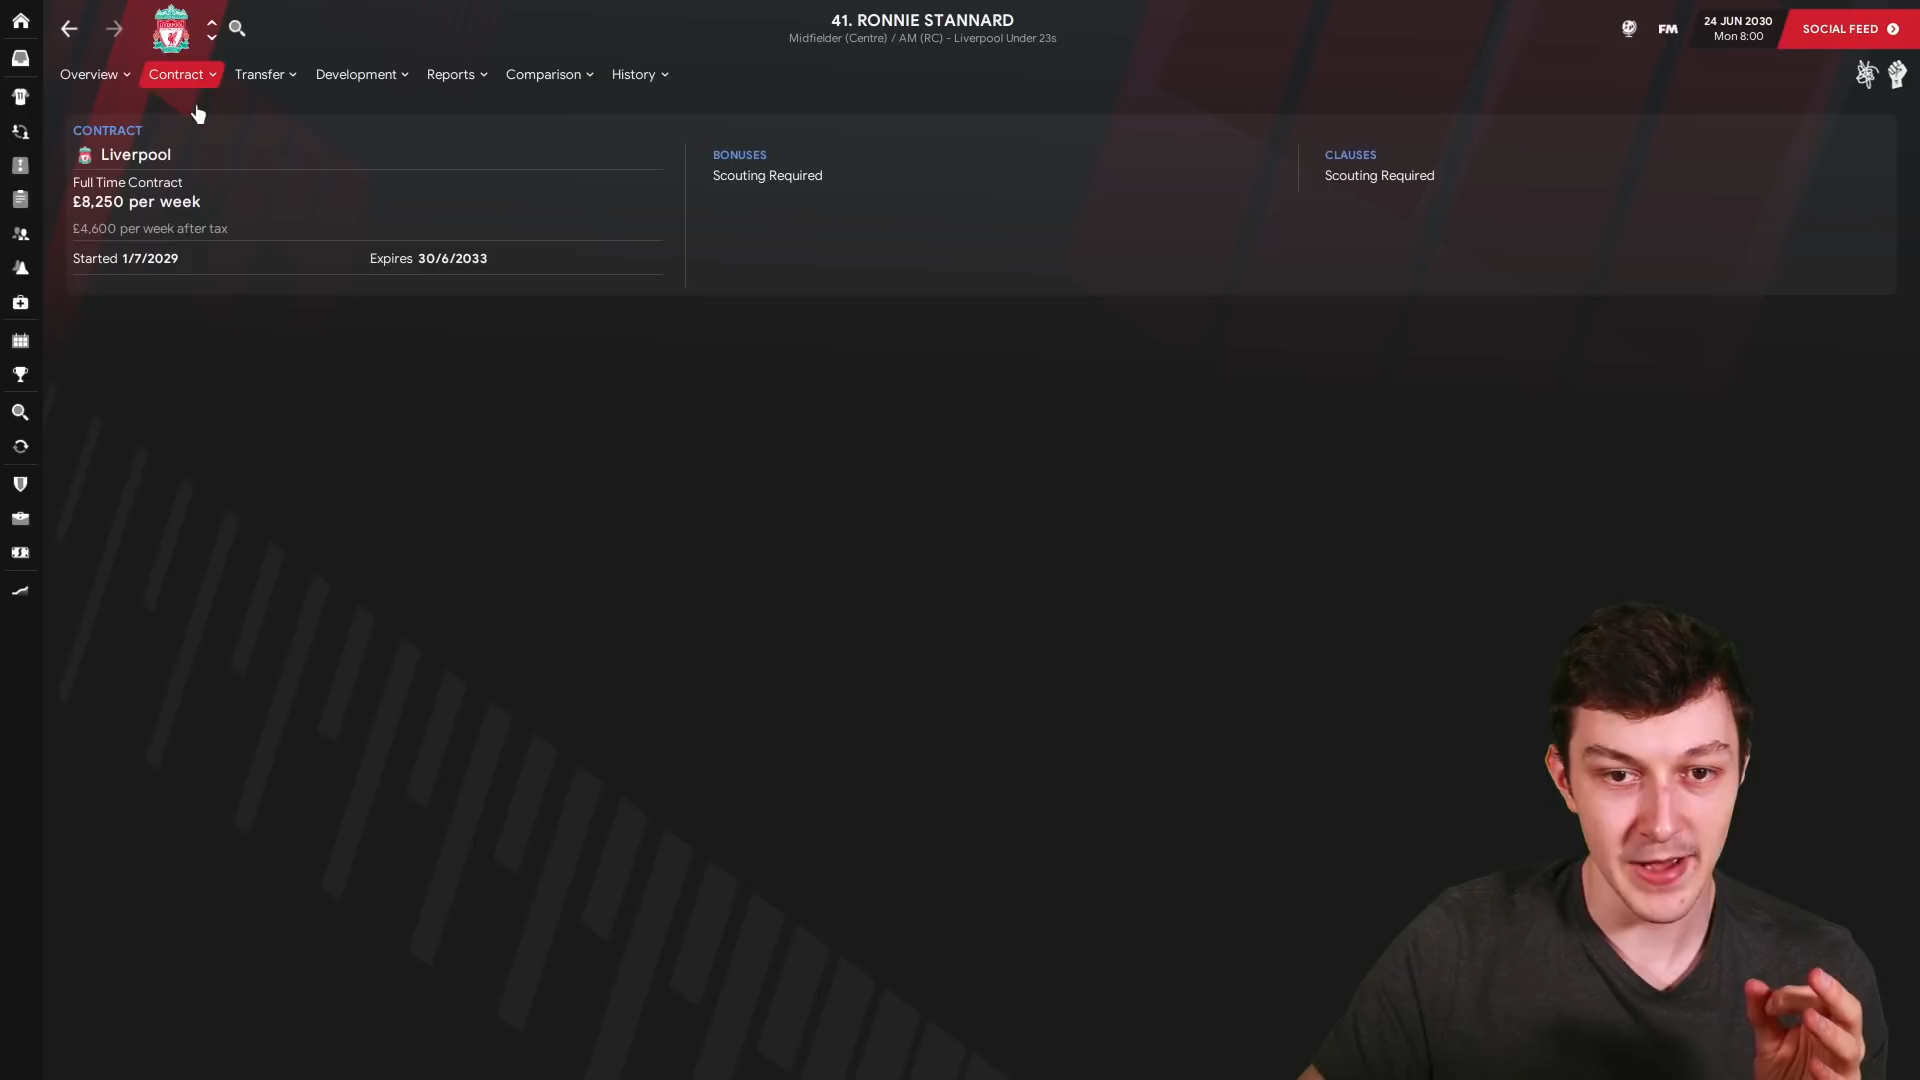 41. RONNIE STANNARD
Midfielder (Centre) / AM (RC) - Liverpool Under 23s
FM
24 JUN 2030
Mon 8:00
SOCIAL FEED
Overview
Contract
Transfer
Development
Reports
Comparison
History
CONTRACT
Liverpool
Full Time Contract
£8,250 per week
£4,600 per week after tax
Started 1/7/2029
Expires 30/6/2033
BONUSES
Scouting Required
CLAUSES
Scouting Required